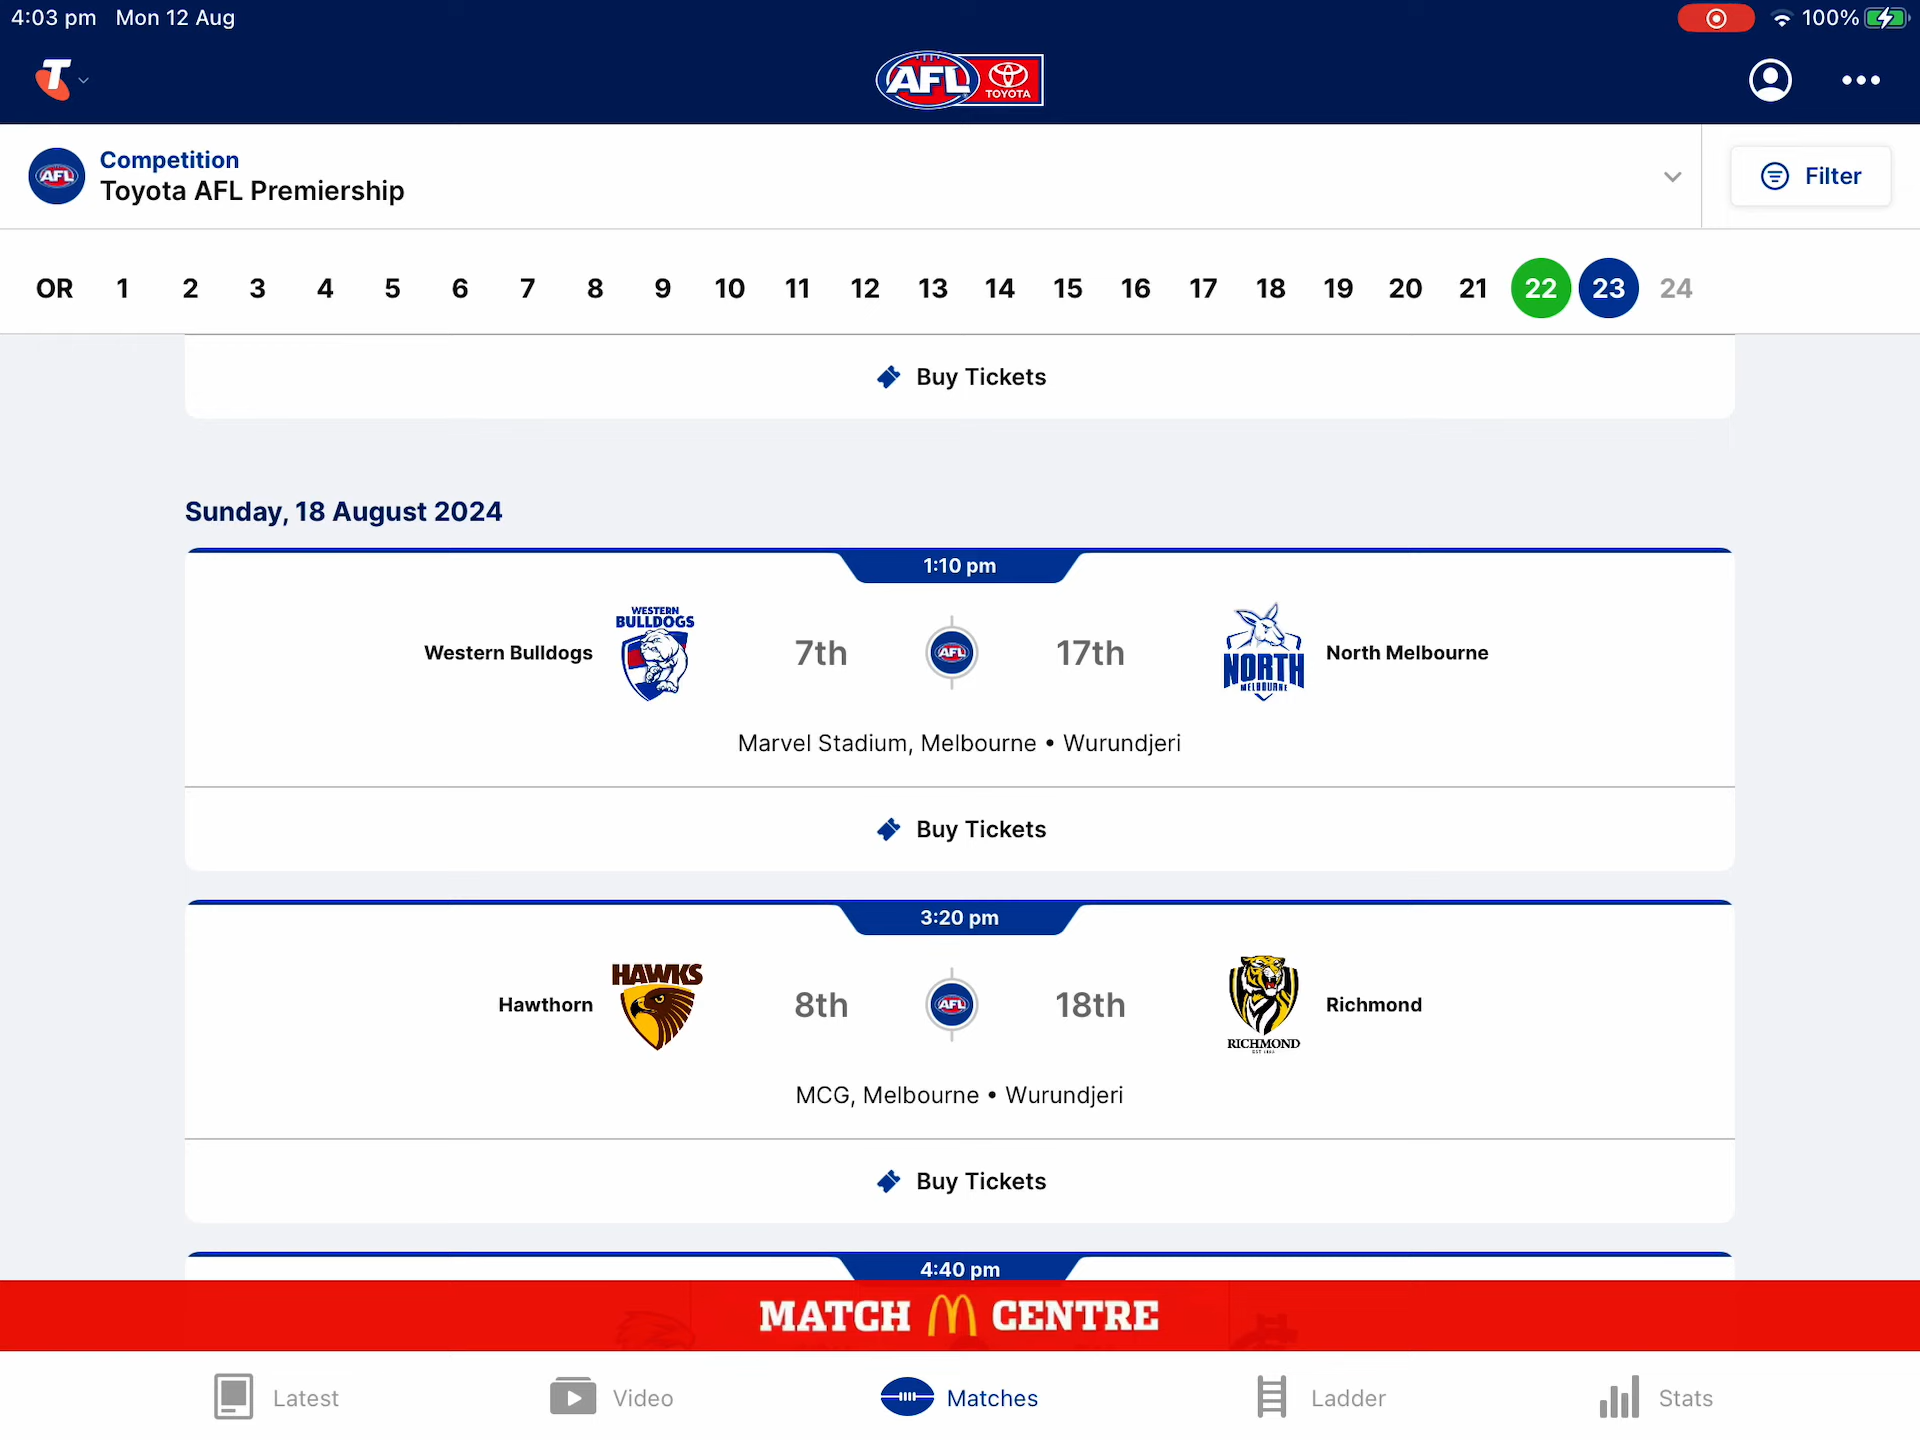 4:03 pm Mon 12 Aug 100%
T AFL TOYOTA
AFL Competition
Toyota AFL Premiership
Filter
OR 1 2 3 4 5 6 7 8 9 10 11 12 13 14 15 16 17 18 19 20 21 22 23 24
Buy Tickets
Sunday, 18 August 2024
1:10 pm
Western Bulldogs WESTERN BULLDOGS 7th AFL 17th NORTH MELBOURNE North Melbourne
Marvel Stadium, Melbourne • Wurundjeri
Buy Tickets
3:20 pm
Hawthorn HAWKS 8th AFL 18th RICHMOND Richmond
MCG, Melbourne • Wurundjeri
Buy Tickets
4:40 pm
MATCH M CENTRE
Latest Video Matches Ladder Stats